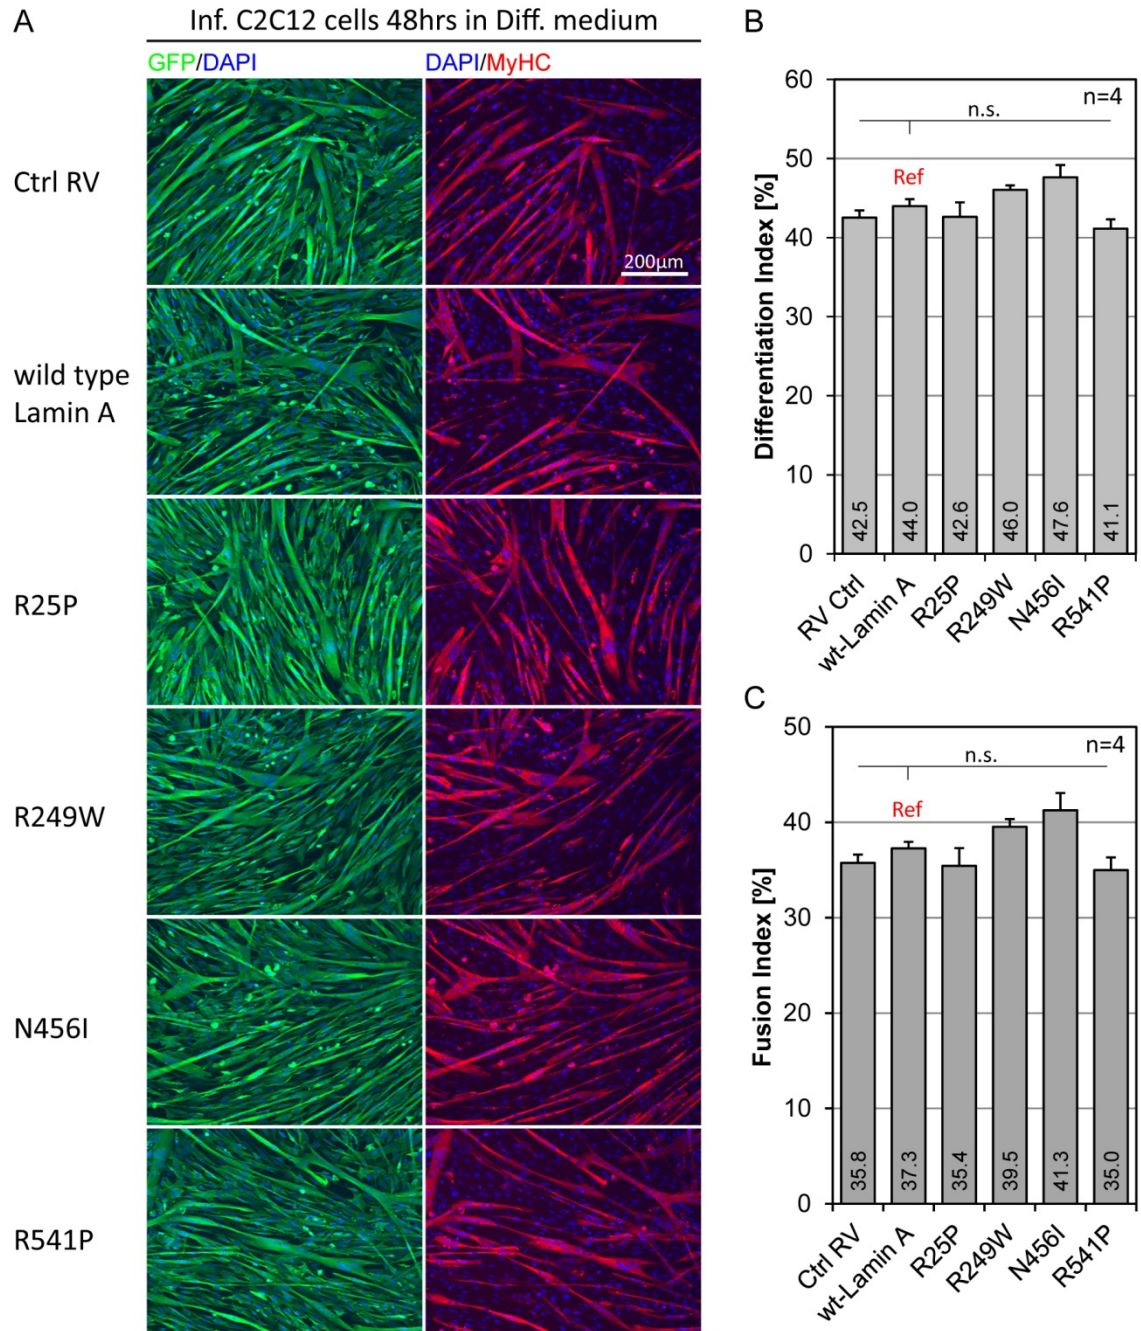 A
Inf. C2C12 cells 48hrs in Diff. medium
GFP/DAPI
DAPI/MyHC
Ctrl RV
200μm
wild type
Lamin A
R25P
R249W
N456I
R541P
B
Differentiation Index [%]
60
50
40
30
20
10
0
n=4
n.s.
Ref
42.5
44.0
42.6
46.0
47.6
41.1
RV Ctrl
wt-Lamin A
R25P
R249W
N456I
R541P
C
Fusion Index [%]
50
40
30
20
10
0
n=4
n.s.
Ref
35.8
37.3
35.4
39.5
41.3
35.0
Ctrl RV
wt-Lamin A
R25P
R249W
N456I
R541P